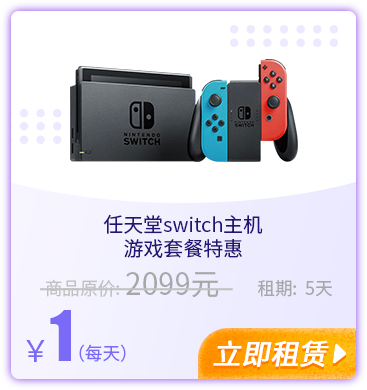 NINTENDO
SWITCH
任天堂switch主机
游戏套餐特惠
商品原价: 2099元 租期: 5天
¥1(每天)
立即租赁